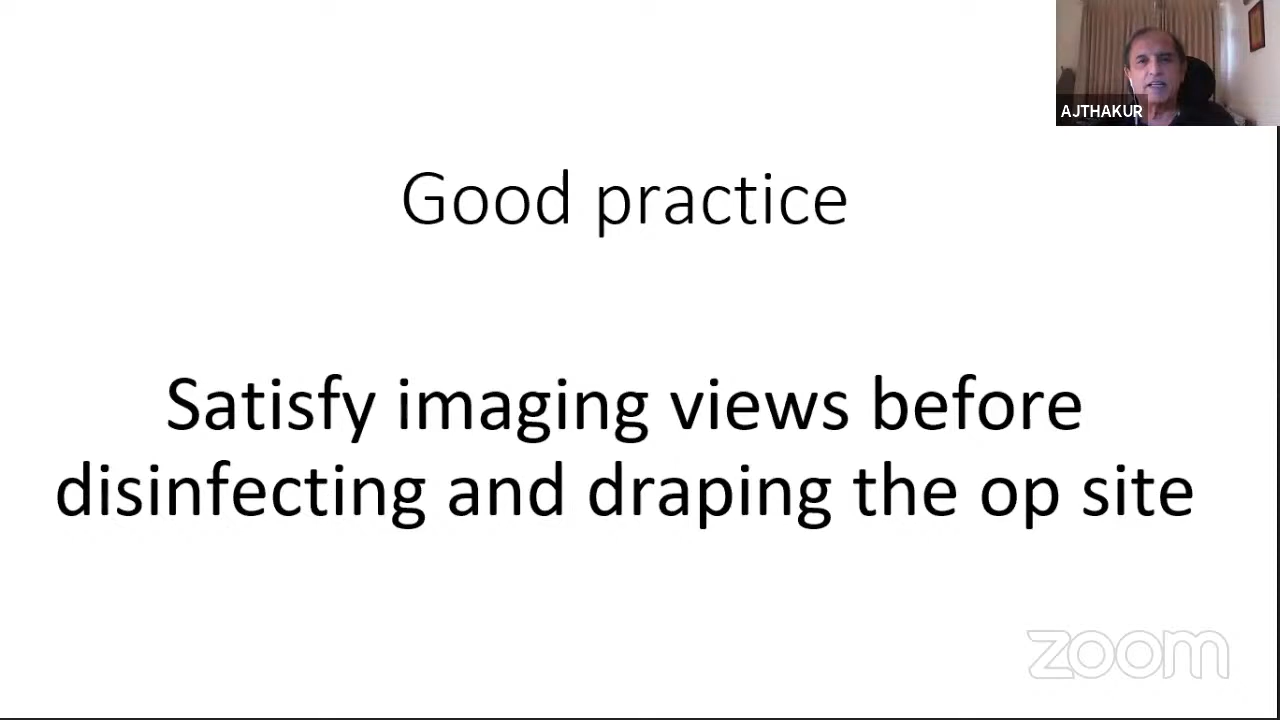 AJTHAKUR
Good practice
Satisfy imaging views before
disinfecting and draping the op site
zoom